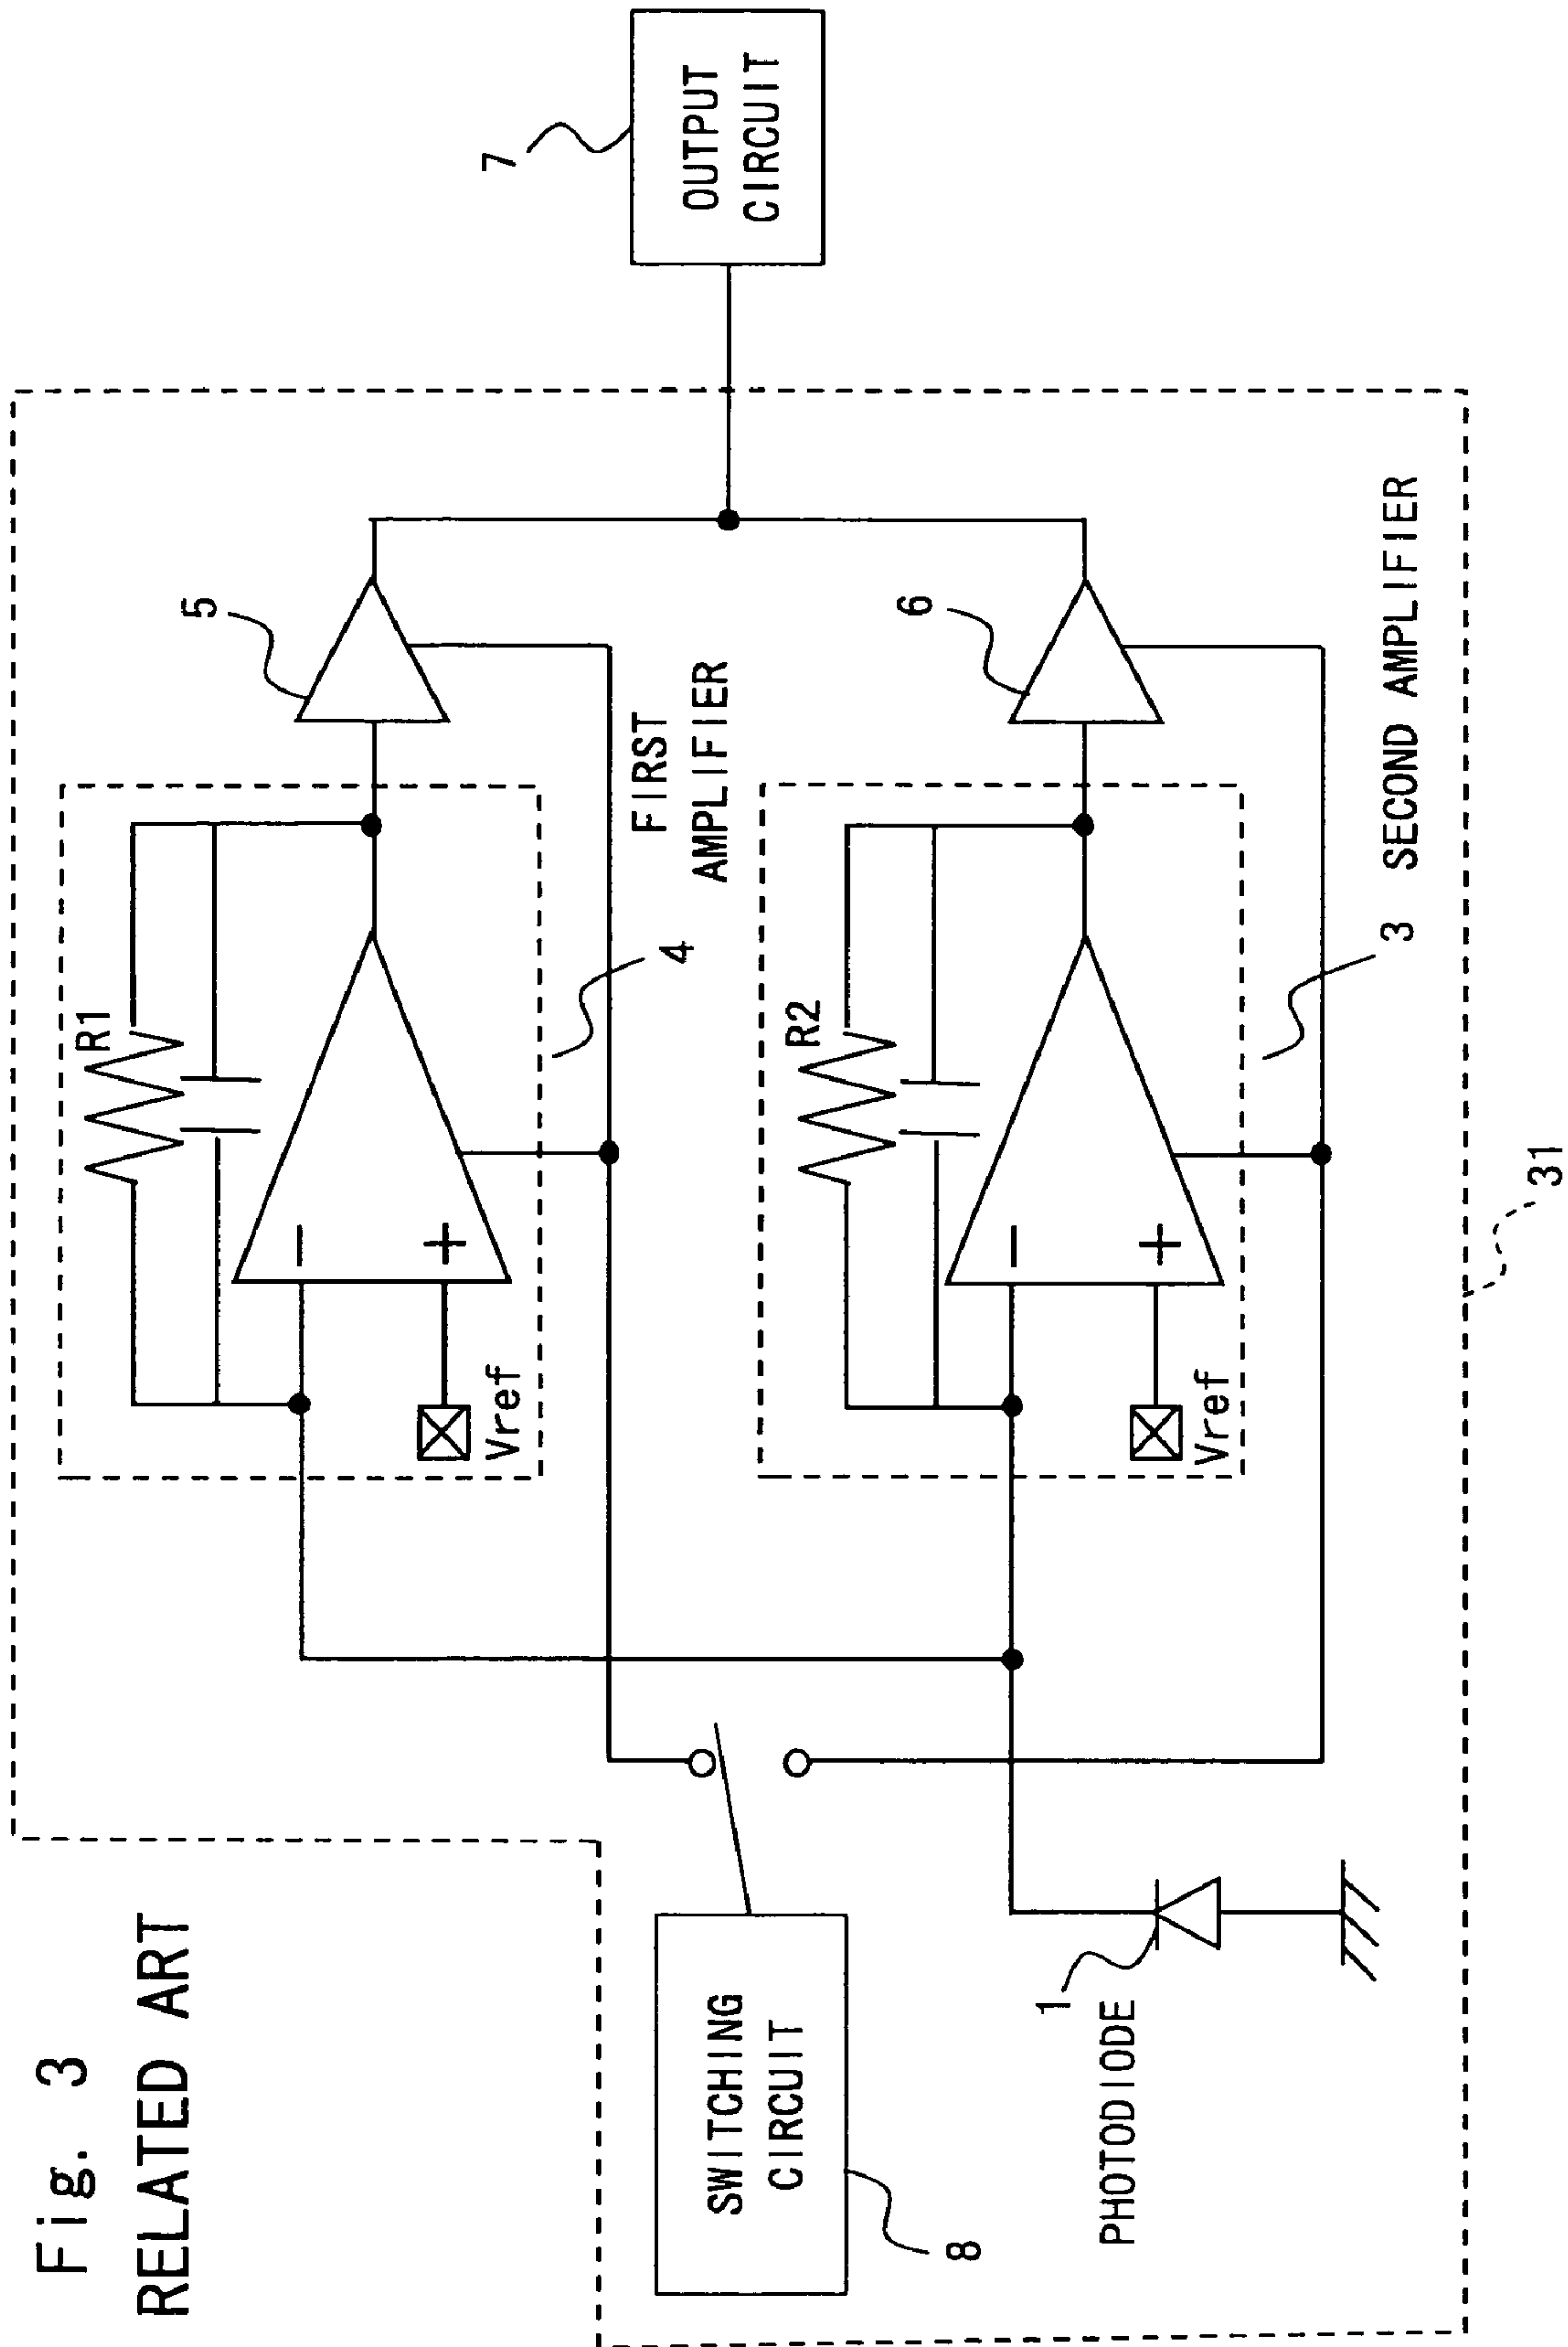 Fig. 3
RELATED ART
R1
5
4
FIRST
AMPLIFIER
−
+
Vref
7
OUTPUT
CIRCUIT
SWITCHING
CIRCUIT
8
R2
6
−
+
Vref
3 SECOND AMPLIFIER
1
PHOTODIODE
31